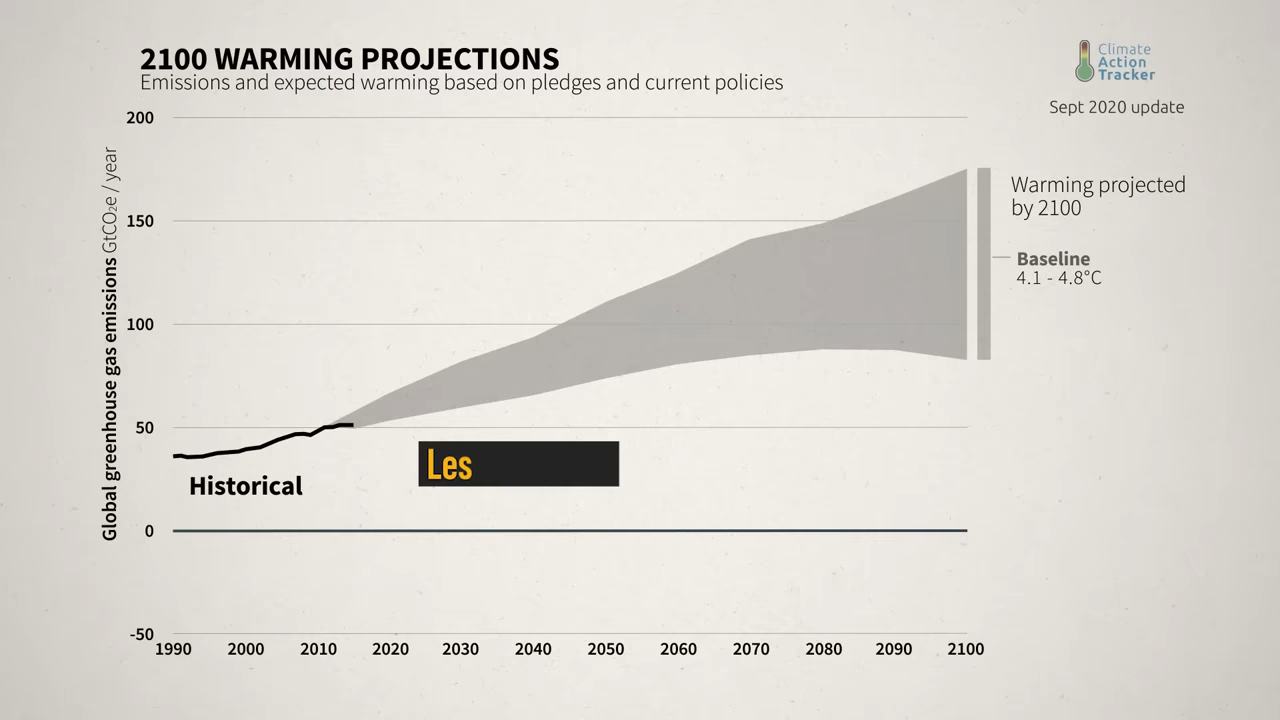 2100 WARMING PROJECTIONS
Emissions and expected warming based on pledges and current policies
Climate
Action
Tracker
Sept 2020 update
Global greenhouse gas emissions GtCO₂e / year
200
150
100
50
0
-50
Warming projected
by 2100
Baseline
4.1 - 4.8°C
Historical
Les
1990 2000 2010 2020 2030 2040 2050 2060 2070 2080 2090 2100